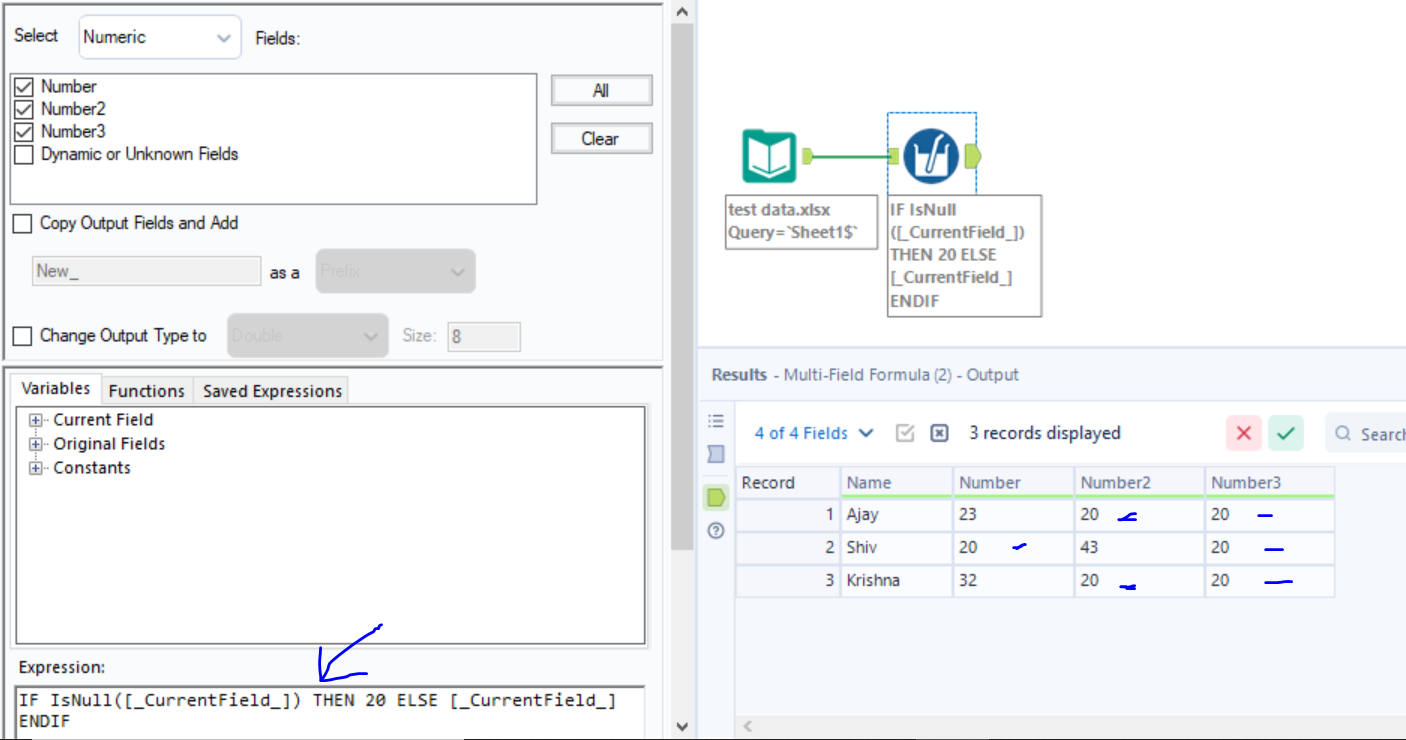 Select Numeric Fields:
Number
Number2
Number3
Dynamic or Unknown Fields
All
Clear
Copy Output Fields and Add
New_ as a Prefix
Change Output Type to Double Size: 8
Variables Functions Saved Expressions
Current Field
Original Fields
Constants
Expression:
IF IsNull([_CurrentField_]) THEN 20 ELSE [_CurrentField_]
ENDIF
test data.xlsx
Query=`Sheet1$`
IF IsNull
([_CurrentField_])
THEN 20 ELSE
[_CurrentField_]
ENDIF
Results - Multi-Field Formula (2) - Output
4 of 4 Fields 3 records displayed Search
Record Name Number Number2 Number3
1 Ajay 23 20 20
2 Shiv 20 43 20
3 Krishna 32 20 20